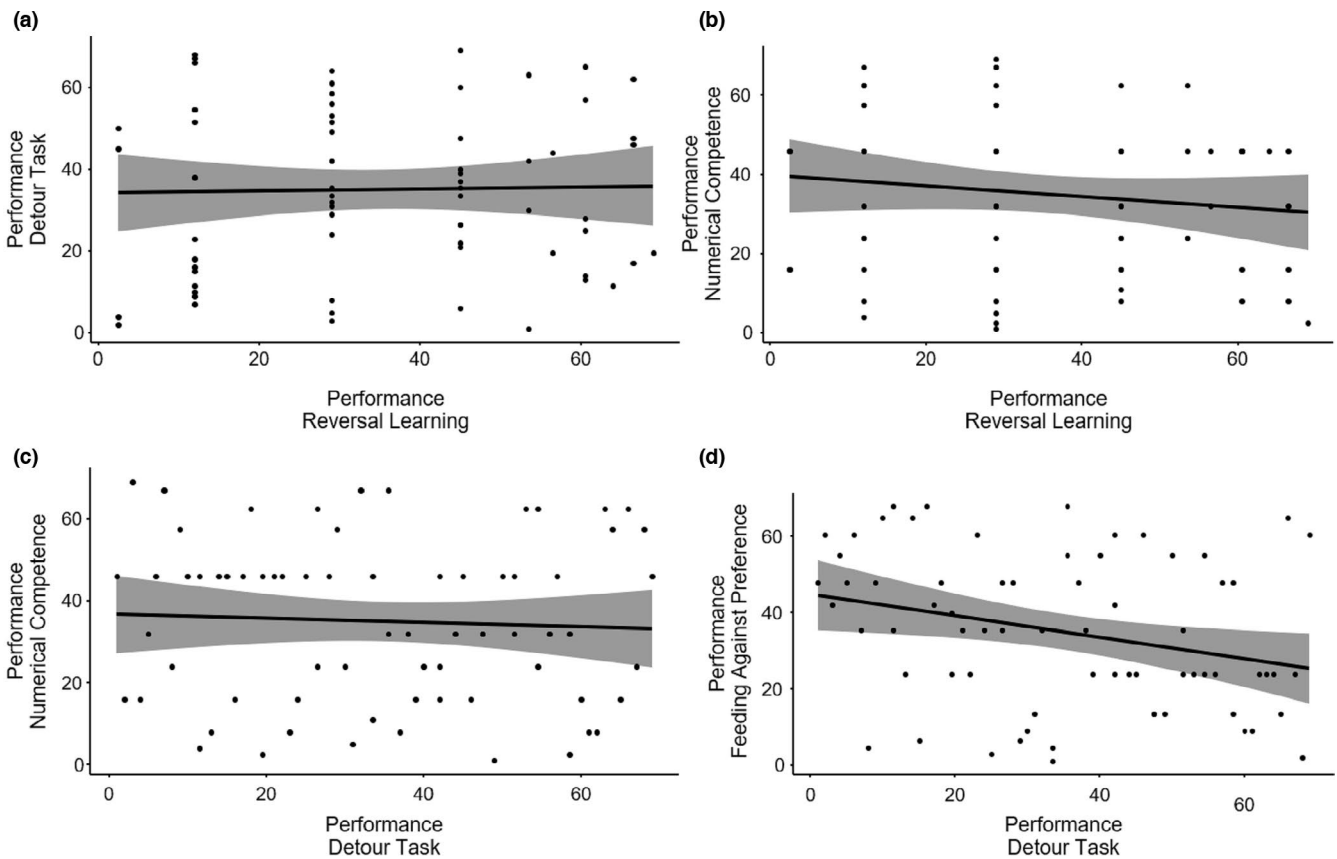 (a)
Performance
Detour Task
60
40
20
0
0 20 40 60
Performance
Reversal Learning
(b)
Performance
Numerical Competence
60
40
20
0
0 20 40 60
Performance
Reversal Learning
(c)
Performance
Numerical Competence
60
40
20
0
0 20 40 60
Performance
Detour Task
(d)
Performance
Feeding Against Preference
60
40
20
0
0 20 40 60
Performance
Detour Task